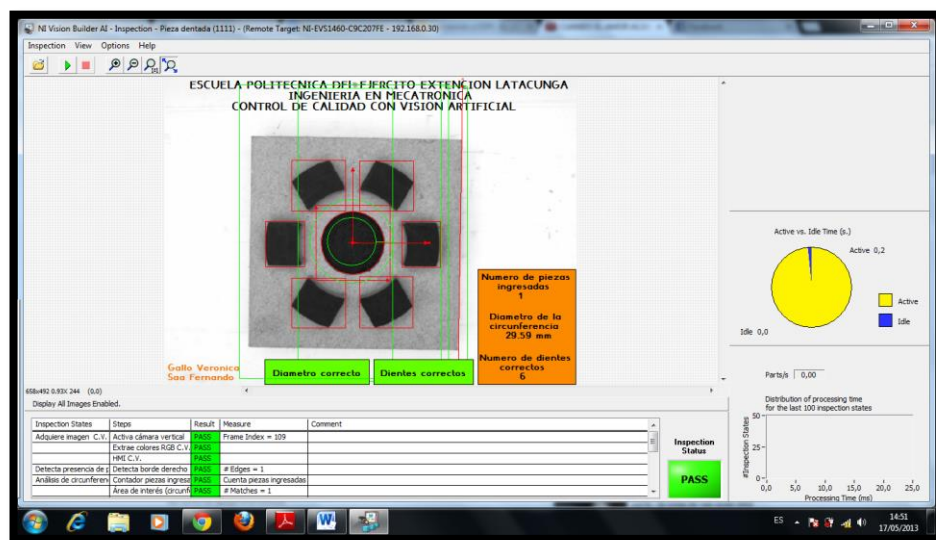 NI Vision Builder AI - Inspection - Pieza dentada (1111) - (Remote Target: NI-EVS1460-C9C207FE - 192.168.0.30)
Inspection View Options Help
ESCUELA POLITECNICA DEL EJERCITO EXTENCION LATACUNGA
INGENIERIA EN MECATRONICA
CONTROL DE CALIDAD CON VISION ARTIFICIAL
Numero de piezas
ingresadas
1
Diametro de la
circunferencia
29.59 mm
Numero de dientes
correctos
6
Gallo Veronica
Saa Fernando
Diametro correcto
Dientes correctos
658x492 0.93X 244 (0,0)
Display All Images Enabled.
Inspection States Steps Result Measure Comment
Adquiere imagen C.V. Activa cámara vertical PASS Frame Index = 109
Extrae colores RGB C.V. PASS
HMI C.V. PASS
Detecta presencia de p Detecta borde derecho PASS # Edges = 1
Análisis de circunferen Contador piezas ingresa PASS Cuenta piezas ingresadas
Área de interés (circunf PASS # Matches = 1
Inspection
Status
PASS
Active vs. Idle Time (s.)
Active 0,2
Idle 0,0
Active
Idle
Parts/s 0,00
Distribution of processing time
for the last 100 inspection states
#Inspection States
50
25
0
0,0 5,0 10,0 15,0 20,0 25,0
Processing Time (ms)
ES
14:51
17/05/2013